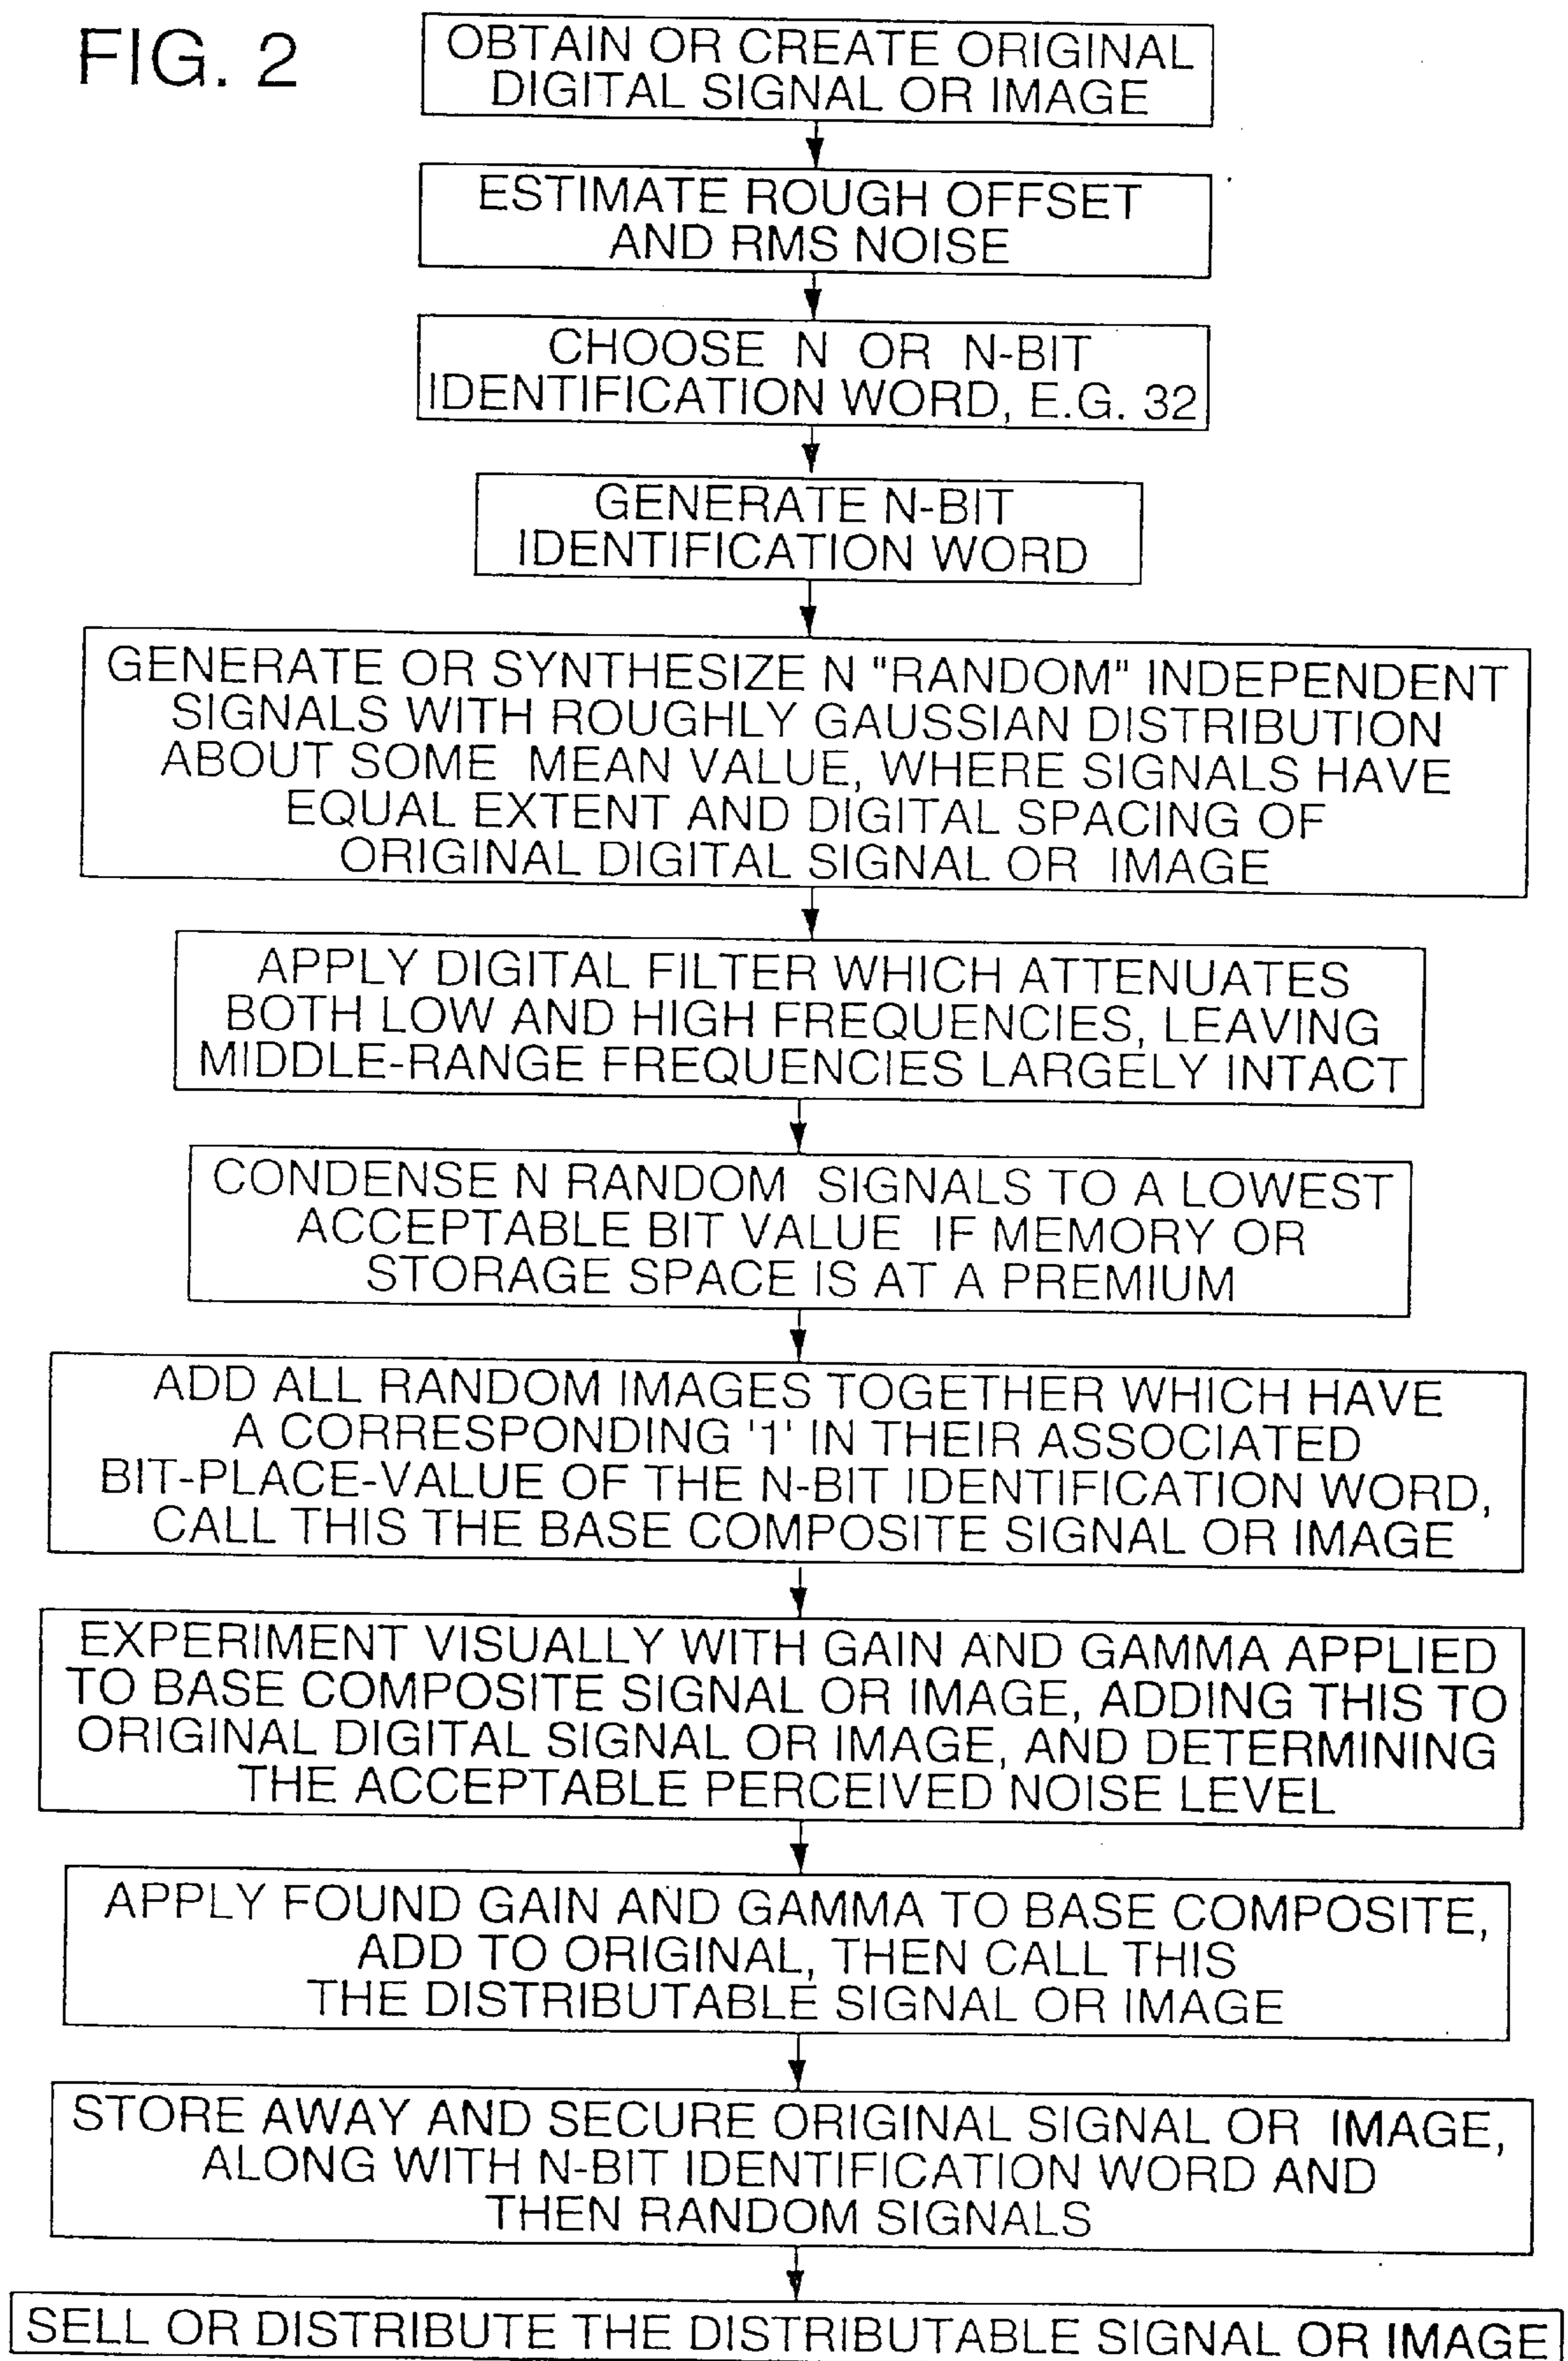 FIG. 2
OBTAIN OR CREATE ORIGINAL
DIGITAL SIGNAL OR IMAGE
ESTIMATE ROUGH OFFSET
AND RMS NOISE
CHOOSE N OR N-BIT
IDENTIFICATION WORD, E.G. 32
GENERATE N-BIT
IDENTIFICATION WORD
GENERATE OR SYNTHESIZE N "RANDOM" INDEPENDENT
SIGNALS WITH ROUGHLY GAUSSIAN DISTRIBUTION
ABOUT SOME MEAN VALUE, WHERE SIGNALS HAVE
EQUAL EXTENT AND DIGITAL SPACING OF
ORIGINAL DIGITAL SIGNAL OR IMAGE
APPLY DIGITAL FILTER WHICH ATTENUATES
BOTH LOW AND HIGH FREQUENCIES, LEAVING
MIDDLE-RANGE FREQUENCIES LARGELY INTACT
CONDENSE N RANDOM SIGNALS TO A LOWEST
ACCEPTABLE BIT VALUE IF MEMORY OR
STORAGE SPACE IS AT A PREMIUM
ADD ALL RANDOM IMAGES TOGETHER WHICH HAVE
A CORRESPONDING '1' IN THEIR ASSOCIATED
BIT-PLACE-VALUE OF THE N-BIT IDENTIFICATION WORD,
CALL THIS THE BASE COMPOSITE SIGNAL OR IMAGE
EXPERIMENT VISUALLY WITH GAIN AND GAMMA APPLIED
TO BASE COMPOSITE SIGNAL OR IMAGE, ADDING THIS TO
ORIGINAL DIGITAL SIGNAL OR IMAGE, AND DETERMINING
THE ACCEPTABLE PERCEIVED NOISE LEVEL
APPLY FOUND GAIN AND GAMMA TO BASE COMPOSITE,
ADD TO ORIGINAL, THEN CALL THIS
THE DISTRIBUTABLE SIGNAL OR IMAGE
STORE AWAY AND SECURE ORIGINAL SIGNAL OR IMAGE,
ALONG WITH N-BIT IDENTIFICATION WORD AND
THEN RANDOM SIGNALS
SELL OR DISTRIBUTE THE DISTRIBUTABLE SIGNAL OR IMAGE